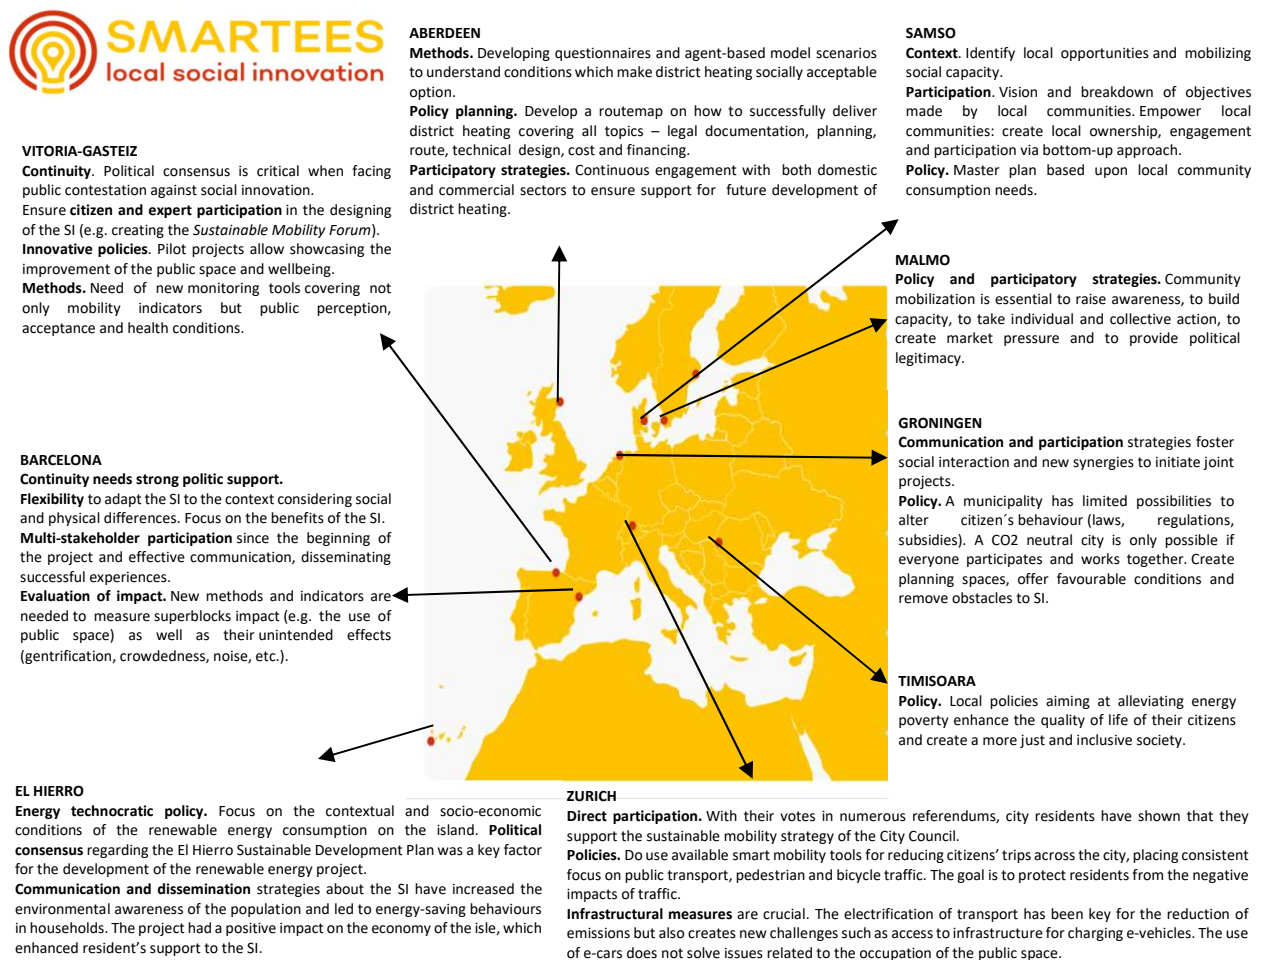 SMARTEES
local social innovation
ABERDEEN
Methods. Developing questionnaires and agent-based model scenarios
to understand conditions which make district heating socially acceptable
option.
Policy planning. Develop a routemap on how to successfully deliver
district heating covering all topics – legal documentation, planning,
route, technical design, cost and financing.
Participatory strategies. Continuous engagement with both domestic
and commercial sectors to ensure support for future development of
district heating.
SAMSO
Context. Identify local opportunities and mobilizing
social capacity.
Participation. Vision and breakdown of objectives
made by local communities. Empower local
communities: create local ownership, engagement
and participation via bottom-up approach.
Policy. Master plan based upon local community
consumption needs.
VITORIA-GASTEIZ
Continuity. Political consensus is critical when facing
public contestation against social innovation.
Ensure citizen and expert participation in the designing
of the SI (e.g. creating the Sustainable Mobility Forum).
Innovative policies. Pilot projects allow showcasing the
improvement of the public space and wellbeing.
Methods. Need of new monitoring tools covering not
only mobility indicators but public perception,
acceptance and health conditions.
MALMO
Policy and participatory strategies. Community
mobilization is essential to raise awareness, to build
capacity, to take individual and collective action, to
create market pressure and to provide political
legitimacy.
BARCELONA
Continuity needs strong politic support.
Flexibility to adapt the SI to the context considering social
and physical differences. Focus on the benefits of the SI.
Multi-stakeholder participation since the beginning of
the project and effective communication, disseminating
successful experiences.
Evaluation of impact. New methods and indicators are
needed to measure superblocks impact (e.g. the use of
public space) as well as their unintended effects
(gentrification, crowdedness, noise, etc.).
GRONINGEN
Communication and participation strategies foster
social interaction and new synergies to initiate joint
projects.
Policy. A municipality has limited possibilities to
alter citizen´s behaviour (laws, regulations,
subsidies). A CO2 neutral city is only possible if
everyone participates and works together. Create
planning spaces, offer favourable conditions and
remove obstacles to SI.
TIMISOARA
Policy. Local policies aiming at alleviating energy
poverty enhance the quality of life of their citizens
and create a more just and inclusive society.
EL HIERRO
Energy technocratic policy. Focus on the contextual and socio-economic
conditions of the renewable energy consumption on the island. Political
consensus regarding the El Hierro Sustainable Development Plan was a key factor
for the development of the renewable energy project.
Communication and dissemination strategies about the SI have increased the
environmental awareness of the population and led to energy-saving behaviours
in households. The project had a positive impact on the economy of the isle, which
enhanced resident’s support to the SI.
ZURICH
Direct participation. With their votes in numerous referendums, city residents have shown that they
support the sustainable mobility strategy of the City Council.
Policies. Do use available smart mobility tools for reducing citizens’ trips across the city, placing consistent
focus on public transport, pedestrian and bicycle traffic. The goal is to protect residents from the negative
impacts of traffic.
Infrastructural measures are crucial. The electrification of transport has been key for the reduction of
emissions but also creates new challenges such as access to infrastructure for charging e-vehicles. The use
of e-cars does not solve issues related to the occupation of the public space.